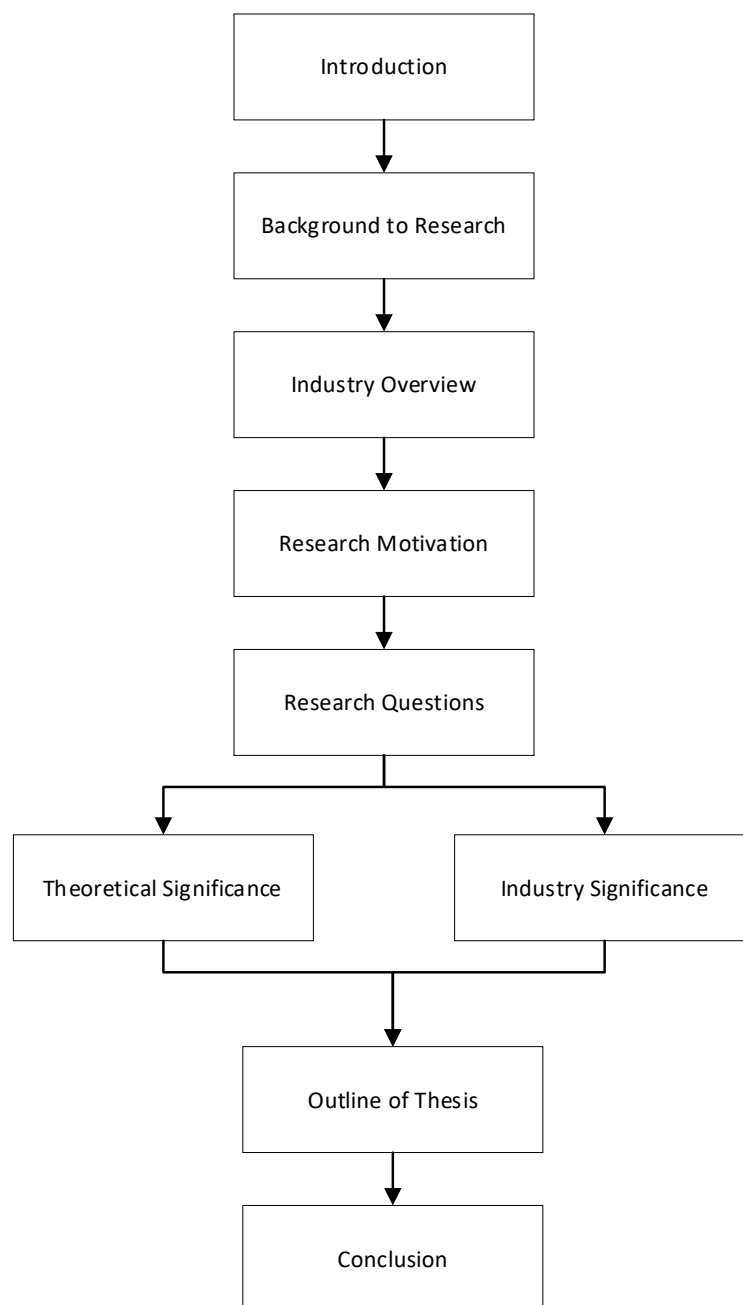 Introduction
Background to Research
Industry Overview
Research Motivation
Research Questions
Theoretical Significance
Industry Significance
Outline of Thesis
Conclusion